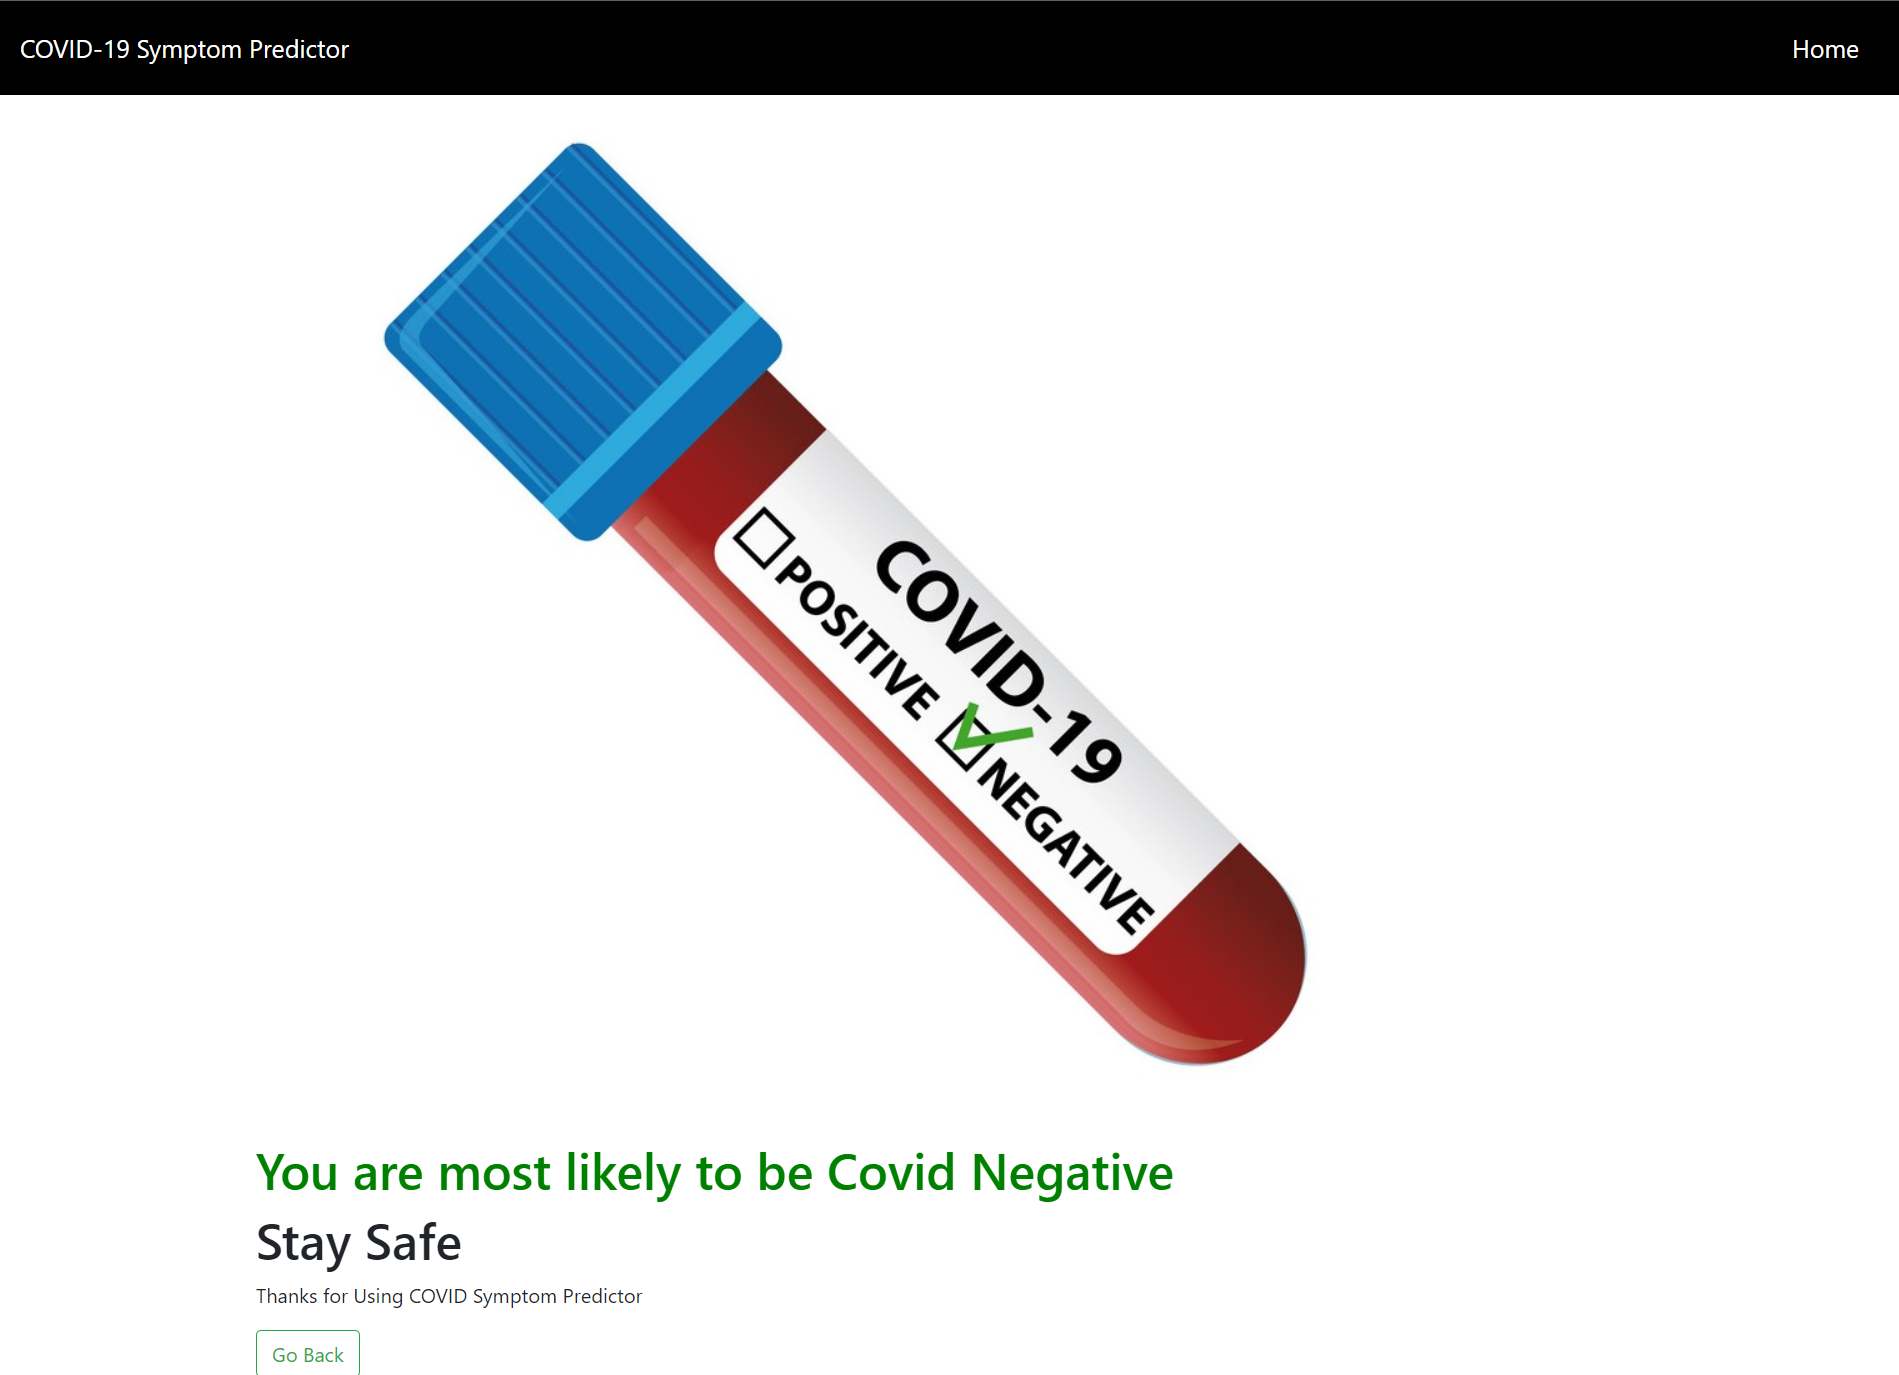 COVID-19 Symptom Predictor
Home
COVID-19
POSITIVE
NEGATIVE
You are most likely to be Covid Negative
Stay Safe
Thanks for Using COVID Symptom Predictor
Go Back